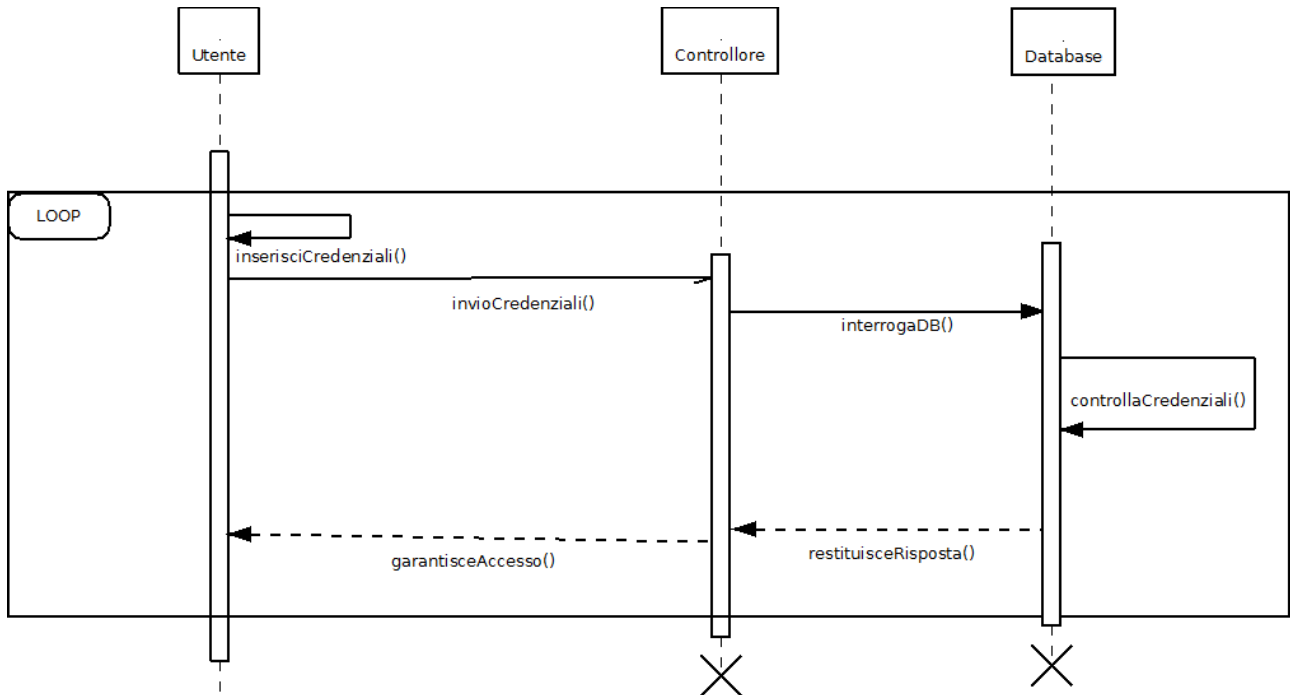 Utente
Controllore
Database
LOOP
inserisciCredenziali()
invioCredenziali()
interrogaDB()
controllaCredenziali()
restituisceRisposta()
garantisceAccesso()